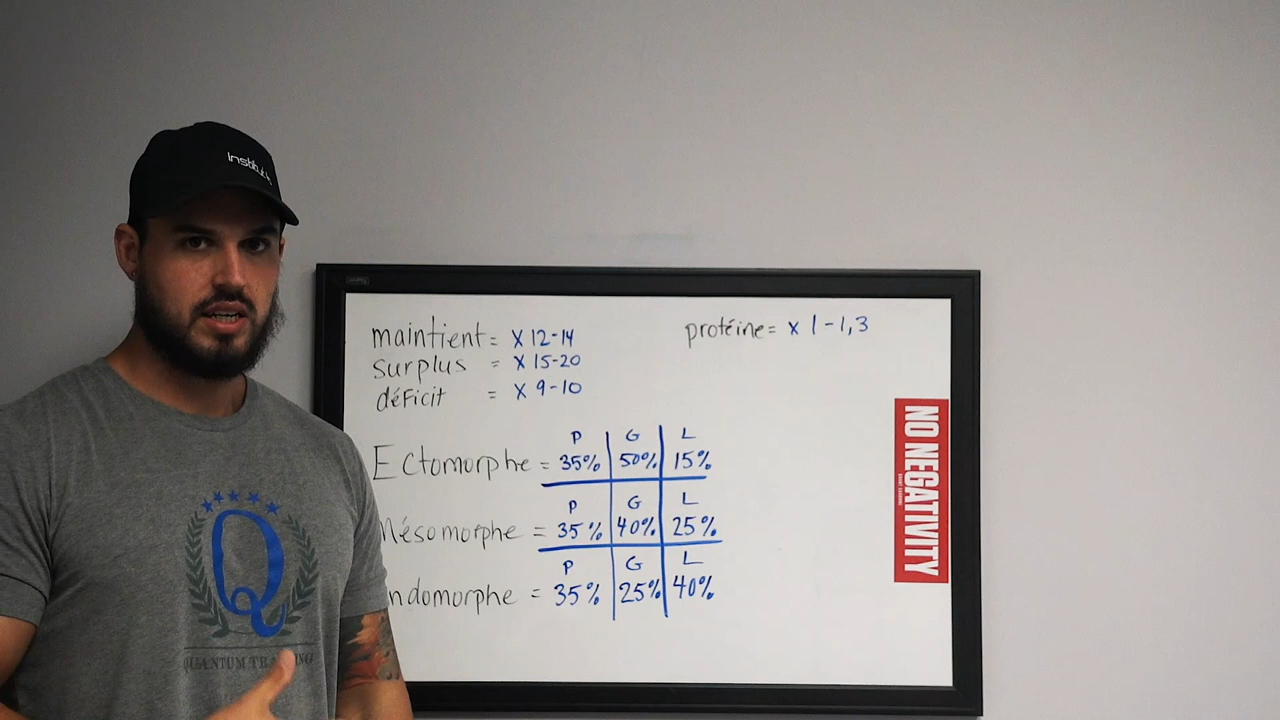 Institut
maintient = X 12-14
surplus = X 15-20
déficit = X 9-10
protéine = x 1-1,3
P G L
Ectomorphe = 35% 50% 15%
P G L
Mésomorphe = 35% 40% 25%
P G L
ndomorphe = 35% 25% 40%
NO NEGATIVITY
Q
QUANTUM TRAINING